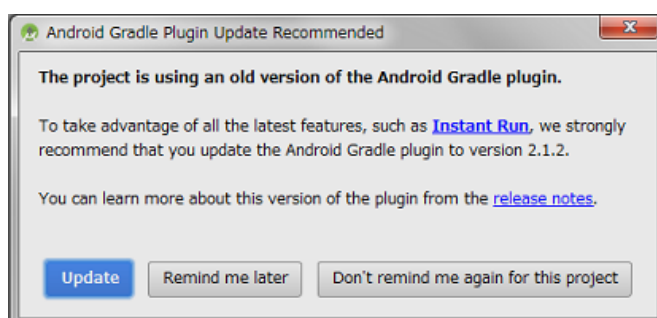 Android Gradle Plugin Update Recommended
The project is using an old version of the Android Gradle plugin.
To take advantage of all the latest features, such as Instant Run, we strongly
recommend that you update the Android Gradle plugin to version 2.1.2.
You can learn more about this version of the plugin from the release notes.
Update Remind me later Don't remind me again for this project